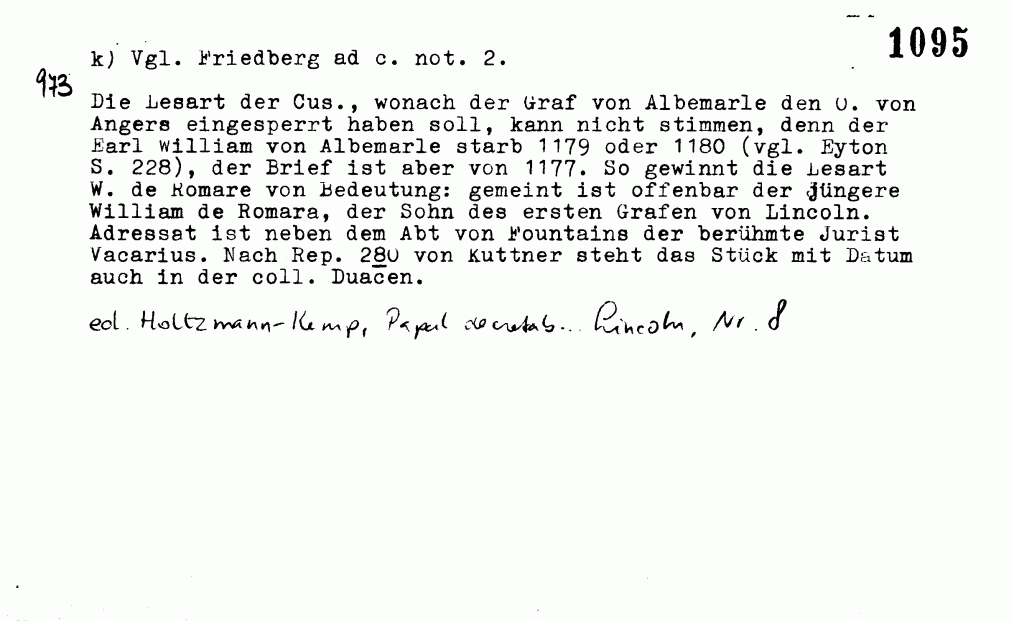 1095
k) Vgl. Friedberg ad c. not. 2.
973
Die Lesart der Cus., wonach der Graf von Albemarle den O. von
Angers eingesperrt haben soll, kann nicht stimmen, denn der
Earl William von Albemarle starb 1179 oder 1180 (vgl. Eyton
S. 228), der Brief ist aber von 1177. So gewinnt die Lesart
W. de Romare von Bedeutung: gemeint ist offenbar der jüngere
William de Romara, der Sohn des ersten Grafen von Lincoln.
Adressat ist neben dem Abt von Fountains der berühmte Jurist
Vacarius. Nach Rep. 280 von Kuttner steht das Stück mit Datum
auch in der coll. Duacen.
ed. Holtzmann-Kemp, Papal decretals... Lincoln, Nr. 8